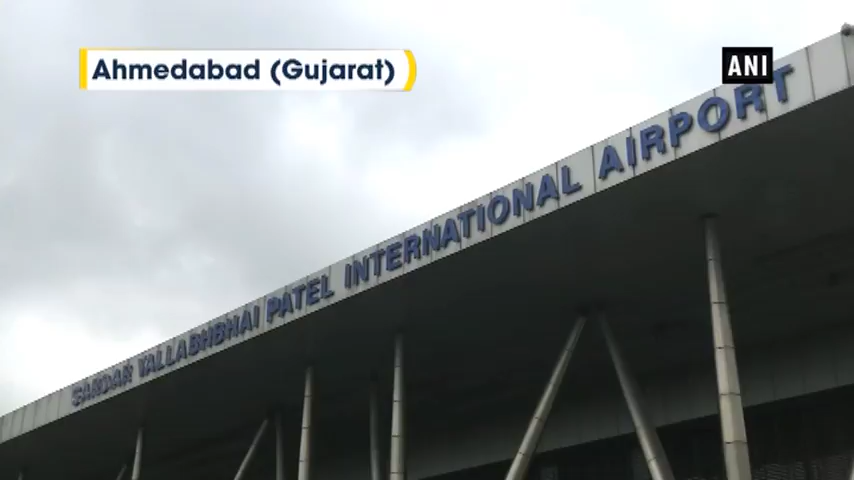 Ahmedabad (Gujarat)
ANI
SARDAR VALLABHBHAI PATEL INTERNATIONAL AIRPORT